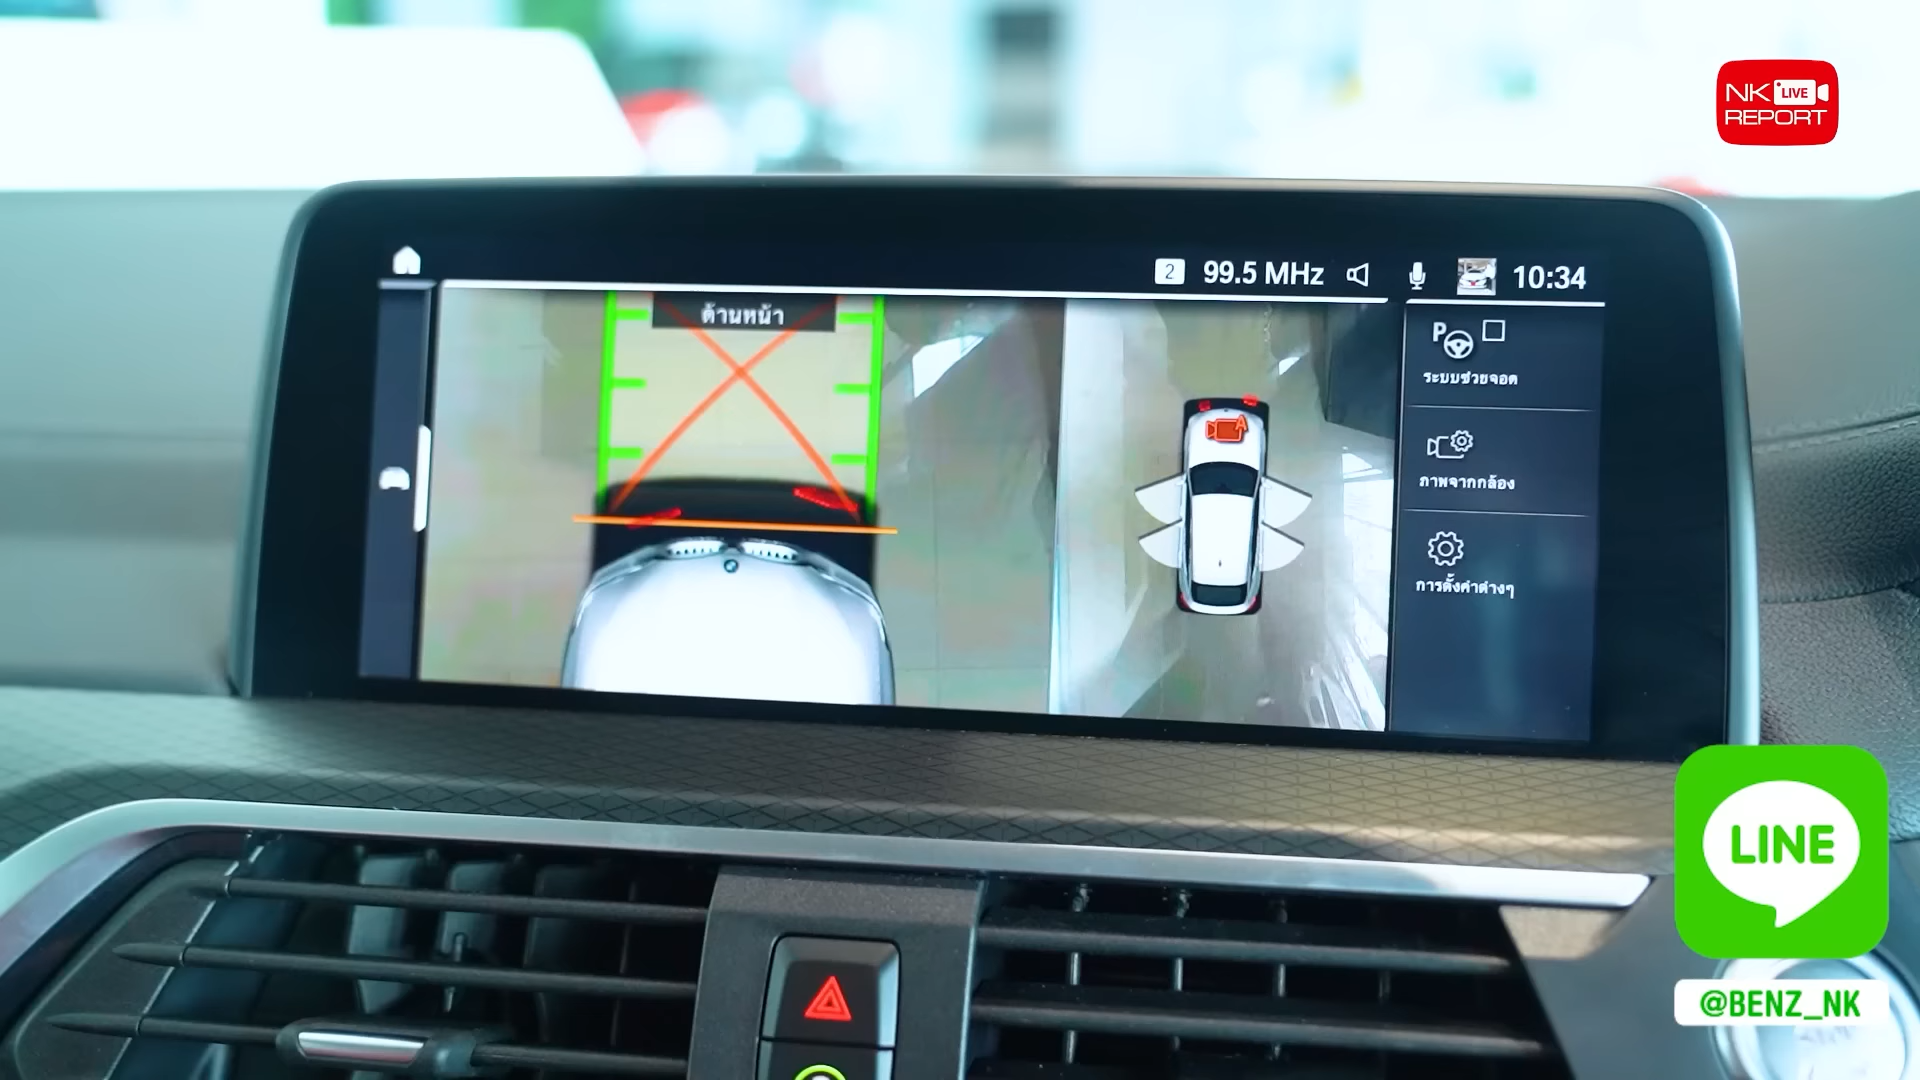 NK LIVE
REPORT
2 99.5 MHz 10:34
ด้านหน้า
P
ระบบช่วยจอด
A
ภาพจากกล้อง
การตั้งค่าต่างๆ
LINE
@BENZ_NK